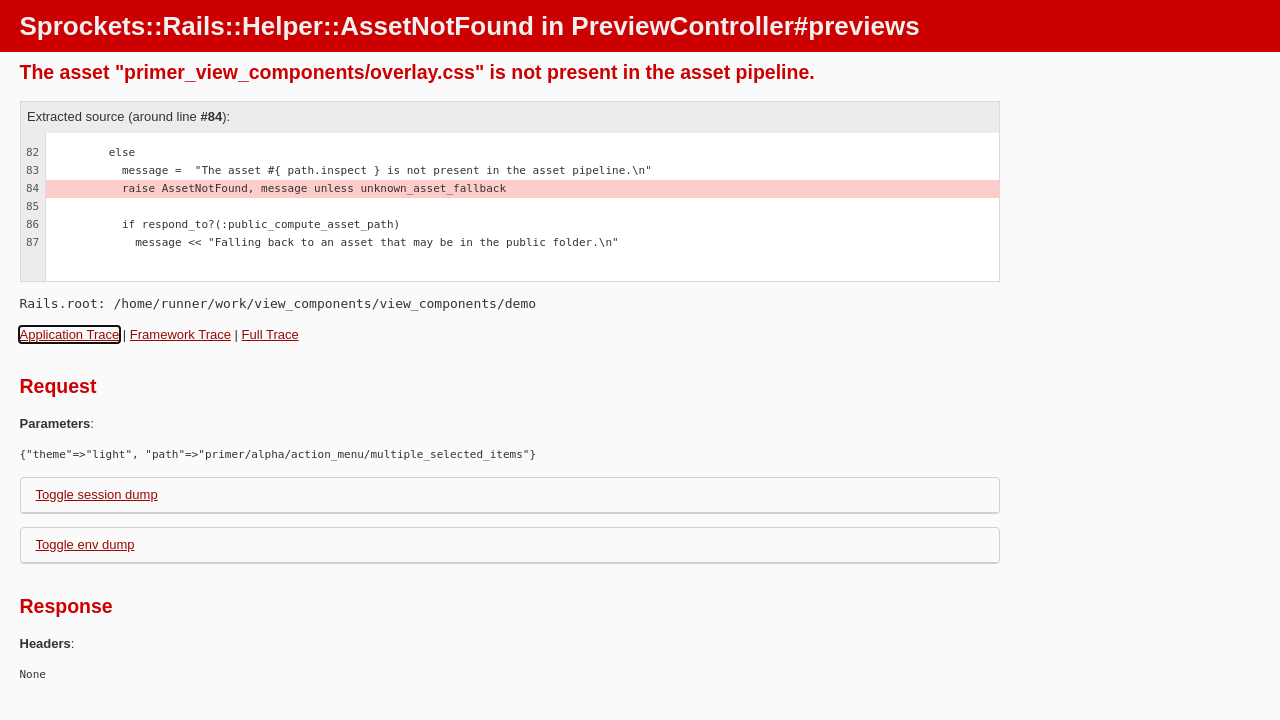 Sprockets::Rails::Helper::AssetNotFound in PreviewController#previews
The asset "primer_view_components/overlay.css" is not present in the asset pipeline.
Extracted source (around line #84):
82 else
83 message =  "The asset #{ path.inspect } is not present in the asset pipeline.\n"
84 raise AssetNotFound, message unless unknown_asset_fallback
85
86 if respond_to?(:public_compute_asset_path)
87 message << "Falling back to an asset that may be in the public folder.\n"
Rails.root: /home/runner/work/view_components/view_components/demo
Application Trace | Framework Trace | Full Trace
Request
Parameters:
{"theme"=>"light", "path"=>"primer/alpha/action_menu/multiple_selected_items"}
Toggle session dump
Toggle env dump
Response
Headers:
None